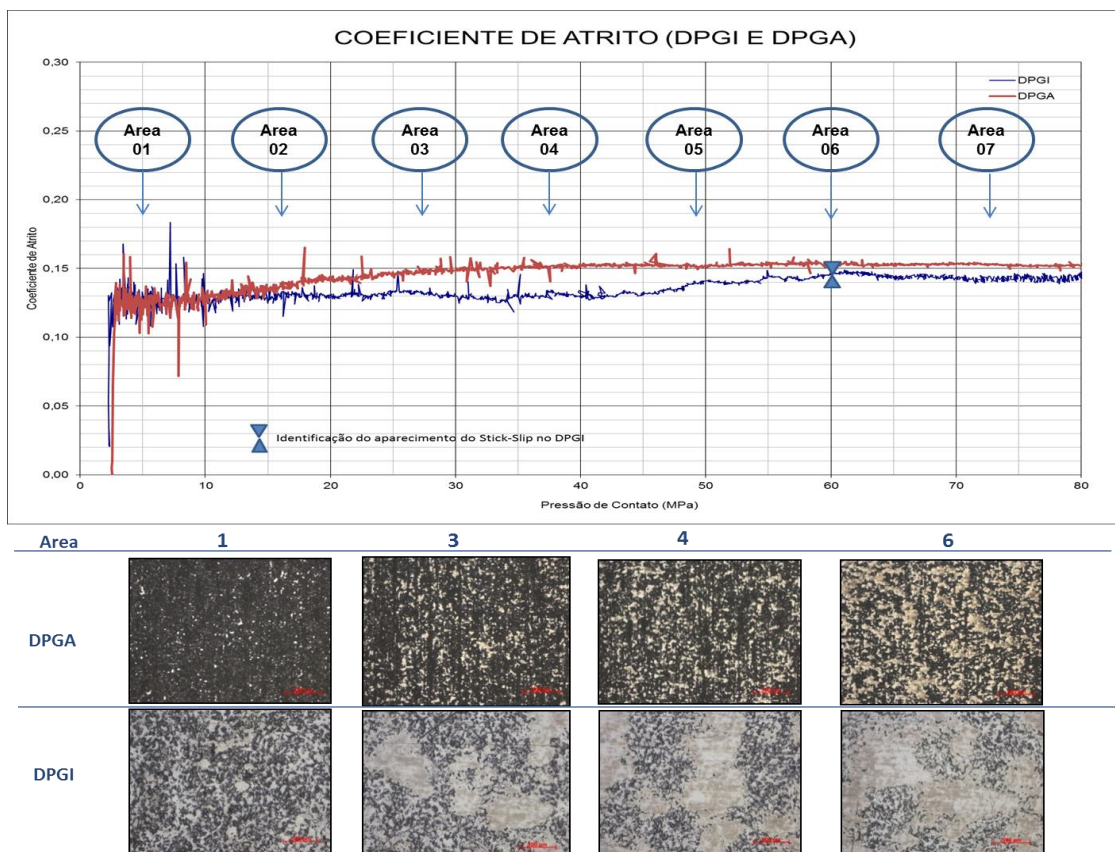 COEFICIENTE DE ATRITO (DPGI E DPGA)
0,30
0,25
0,20
0,15
0,10
0,05
0,00
Coeficiente de Atrito
DPGI
DPGA
Area
01
Area
02
Area
03
Area
04
Area
05
Area
06
Area
07
Identificação do aparecimento do Stick-Slip no DPGI
0 10 20 30 40 50 60 70 80
Pressão de Contato (MPa)
Area 1 3 4 6
DPGA
DPGI